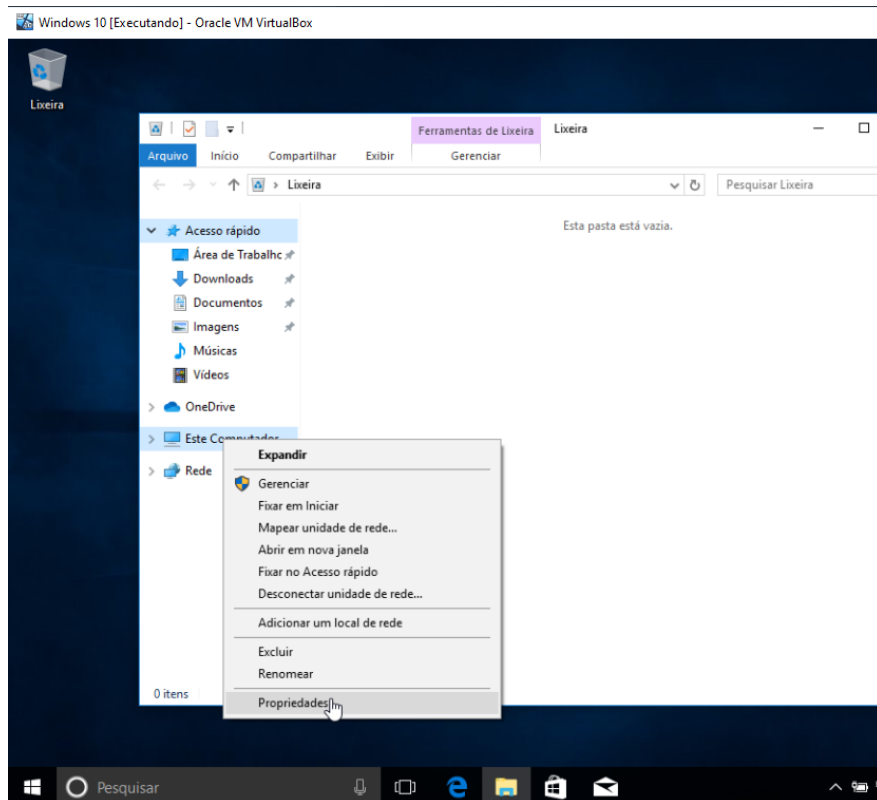 Windows 10 [Executando] - Oracle VM VirtualBox
Lixeira
Ferramentas de Lixeira
Lixeira
Arquivo
Início
Compartilhar
Exibir
Gerenciar
Lixeira
Pesquisar Lixeira
Acesso rápido
Área de Trabalhc
Downloads
Documentos
Imagens
Músicas
Vídeos
OneDrive
Este Computador
Rede
Esta pasta está vazia.
Expandir
Gerenciar
Fixar em Iniciar
Mapear unidade de rede...
Abrir em nova janela
Fixar no Acesso rápido
Desconectar unidade de rede...
Adicionar um local de rede
Excluir
Renomear
Propriedades
0 itens
Pesquisar